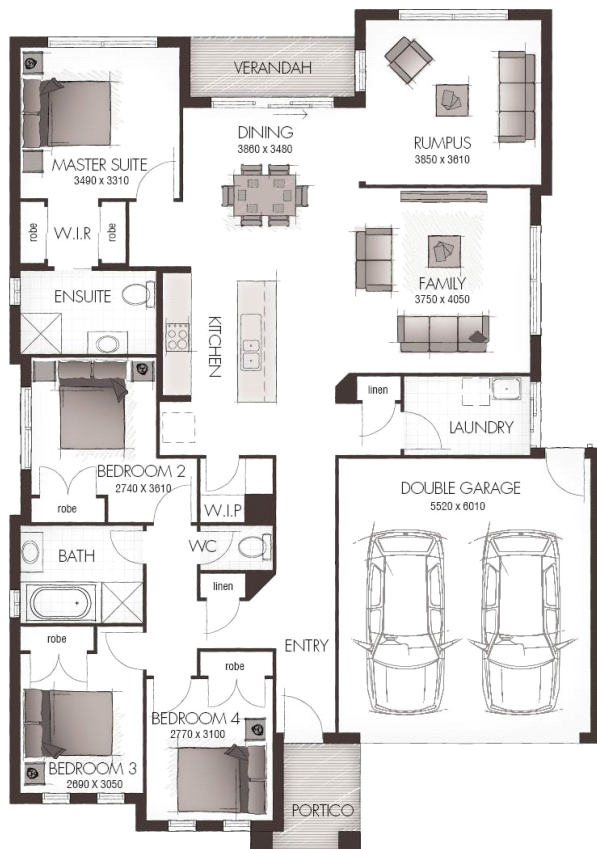 VERANDAH
DINING
3860 x 3480
RUMPUS
3850 x 3610
MASTER SUITE
3490 x 3310
robe
W.I.R
robe
ENSUITE
FAMILY
3750 x 4050
KITCHEN
linen
LAUNDRY
BEDROOM 2
2740 x 3610
robe
W.I.P
DOUBLE GARAGE
5520 x 6010
BATH
WC
linen
robe
ENTRY
robe
BEDROOM 4
2770 x 3100
BEDROOM 3
2690 x 3050
PORTICO